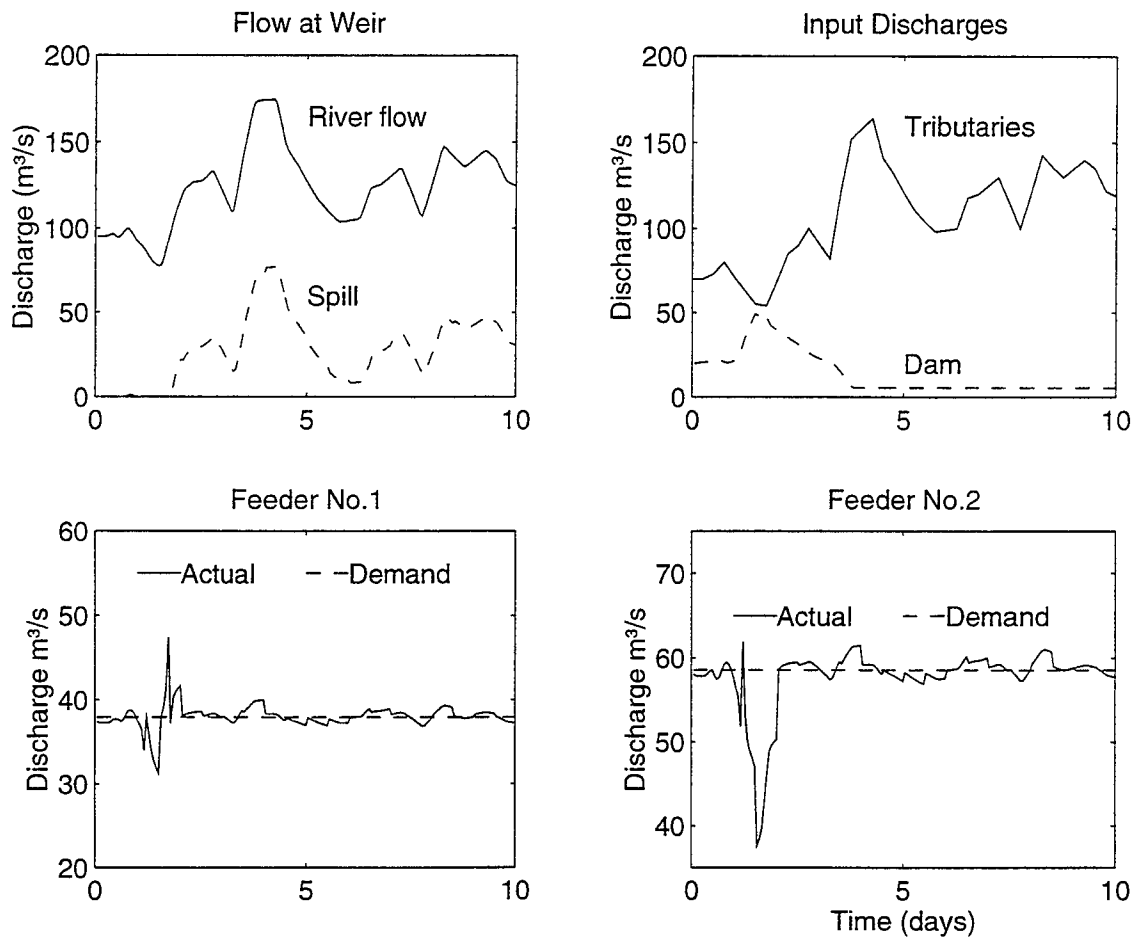 Flow at Weir
200
150
100
50
0
0
5
10
Discharge (m³/s)
River flow
Spill
Input Discharges
200
150
100
50
0
0
5
10
Discharge m³/s
Tributaries
Dam
Feeder No.1
60
50
40
30
20
0
5
10
Discharge m³/s
Actual
Demand
Feeder No.2
70
60
50
40
0
5
10
Discharge m³/s
Actual
Demand
Time (days)